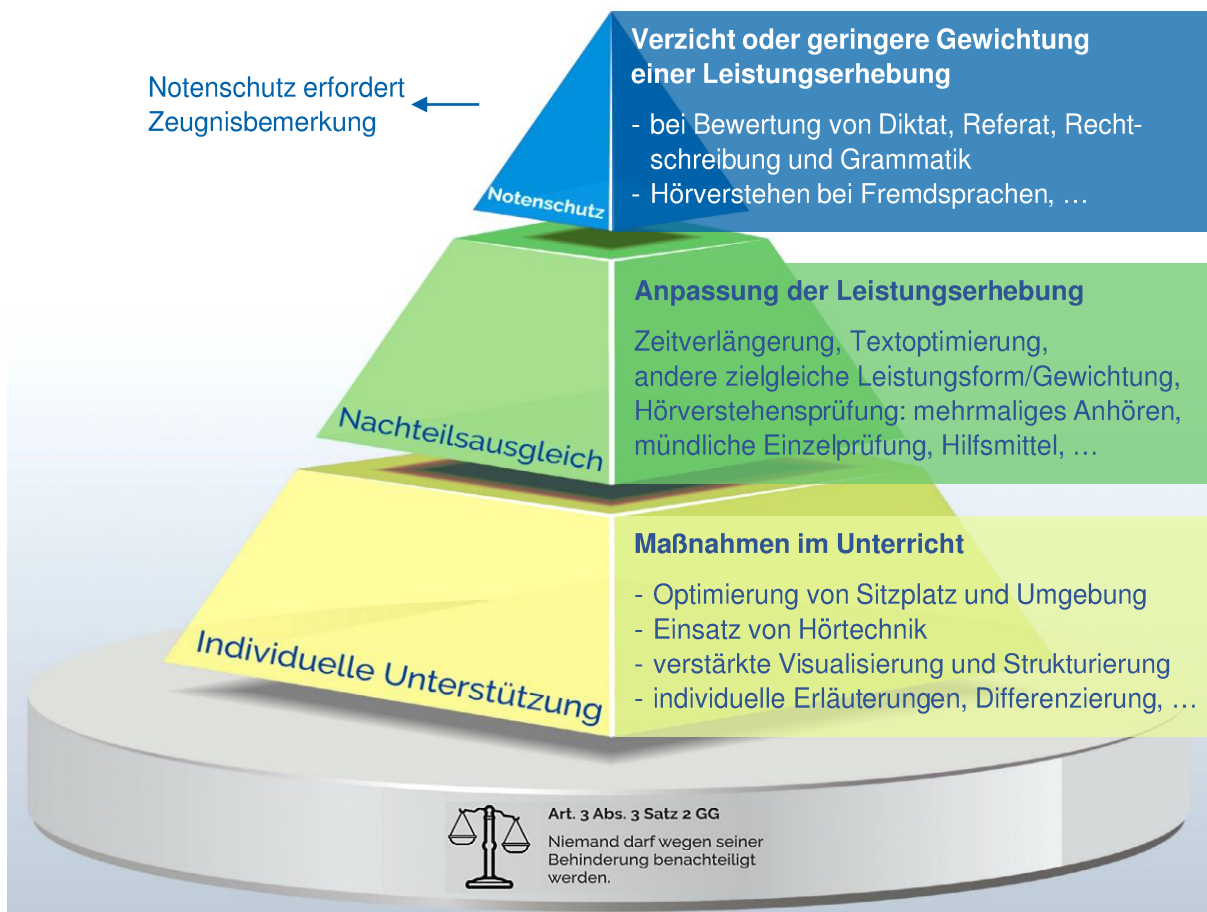 Notenschutz erfordert
Zeugnisbemerkung
Verzicht oder geringere Gewichtung
einer Leistungserhebung
- bei Bewertung von Diktat, Referat, Recht-
schreibung und Grammatik
- Hörverstehen bei Fremdsprachen, …
Notenschutz
Anpassung der Leistungserhebung
Zeitverlängerung, Textoptimierung,
andere zielgleiche Leistungsform/Gewichtung,
Hörverstehensprüfung: mehrmaliges Anhören,
mündliche Einzelprüfung, Hilfsmittel, …
Nachteilsausgleich
Maßnahmen im Unterricht
- Optimierung von Sitzplatz und Umgebung
- Einsatz von Hörtechnik
- verstärkte Visualisierung und Strukturierung
- individuelle Erläuterungen, Differenzierung, …
Individuelle Unterstützung
Art. 3 Abs. 3 Satz 2 GG
Niemand darf wegen seiner
Behinderung benachteiligt
werden.